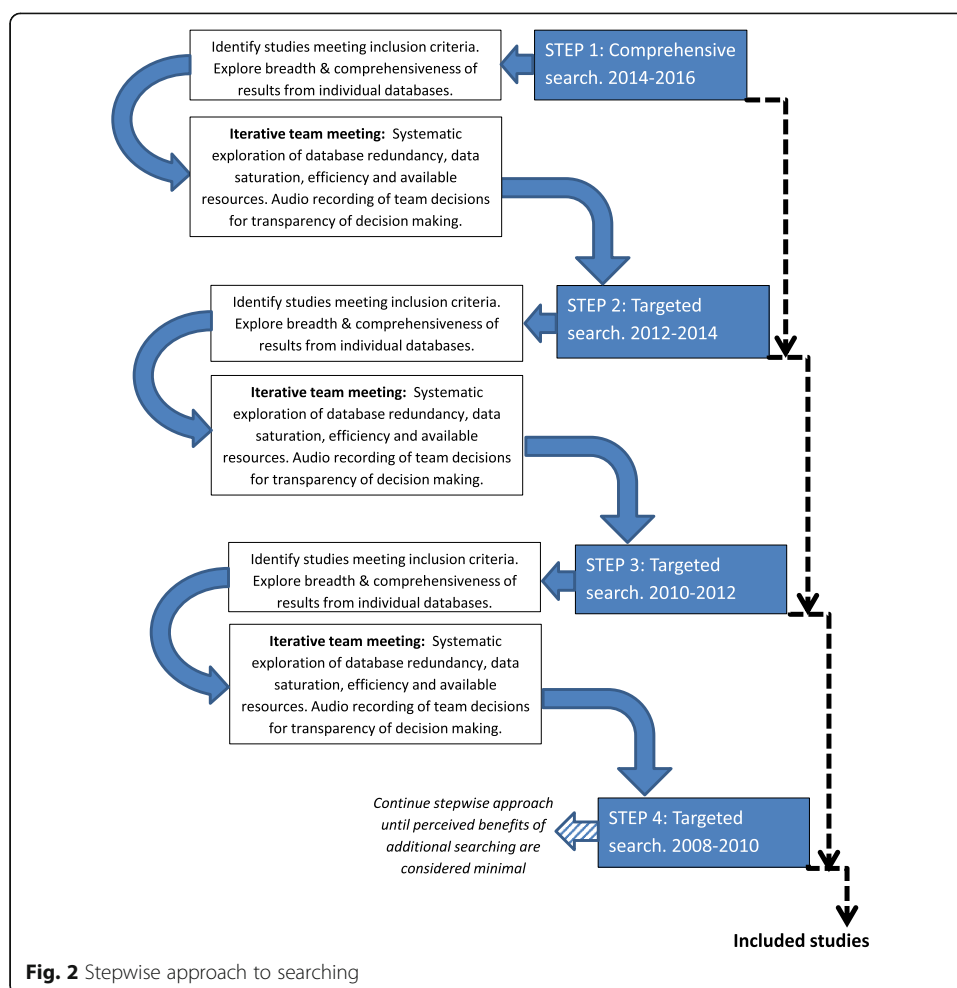 STEP 1: Comprehensive
search. 2014-2016
Identify studies meeting inclusion criteria.
Explore breadth & comprehensiveness of
results from individual databases.
Iterative team meeting: Systematic
exploration of database redundancy, data
saturation, efficiency and available
resources. Audio recording of team decisions
for transparency of decision making.
STEP 2: Targeted
search. 2012-2014
Identify studies meeting inclusion criteria.
Explore breadth & comprehensiveness of
results from individual databases.
Iterative team meeting: Systematic
exploration of database redundancy, data
saturation, efficiency and available
resources. Audio recording of team decisions
for transparency of decision making.
STEP 3: Targeted
search. 2010-2012
Identify studies meeting inclusion criteria.
Explore breadth & comprehensiveness of
results from individual databases.
Iterative team meeting: Systematic
exploration of database redundancy, data
saturation, efficiency and available
resources. Audio recording of team decisions
for transparency of decision making.
STEP 4: Targeted
search. 2008-2010
Continue stepwise approach
until perceived benefits of
additional searching are
considered minimal
Included studies
Fig. 2 Stepwise approach to searching